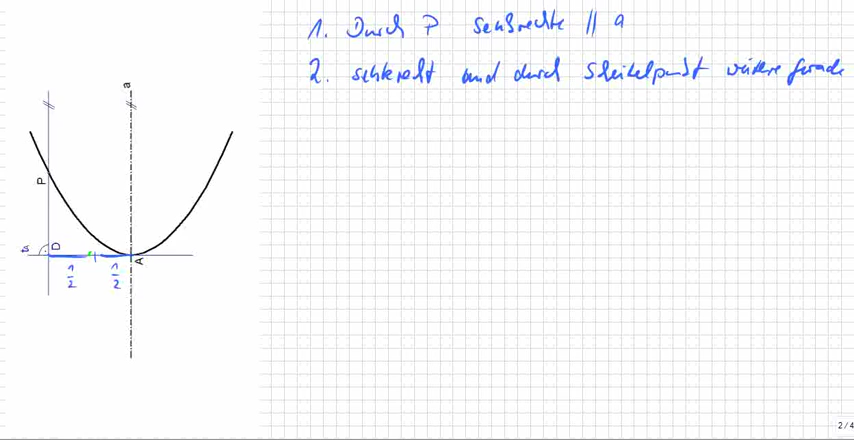 1. Durch P senkrechte || a
2. senkrecht und durch Scheitelpunkt weitere Gerade
a
P
s
D
A
1/2
1/2
2/4